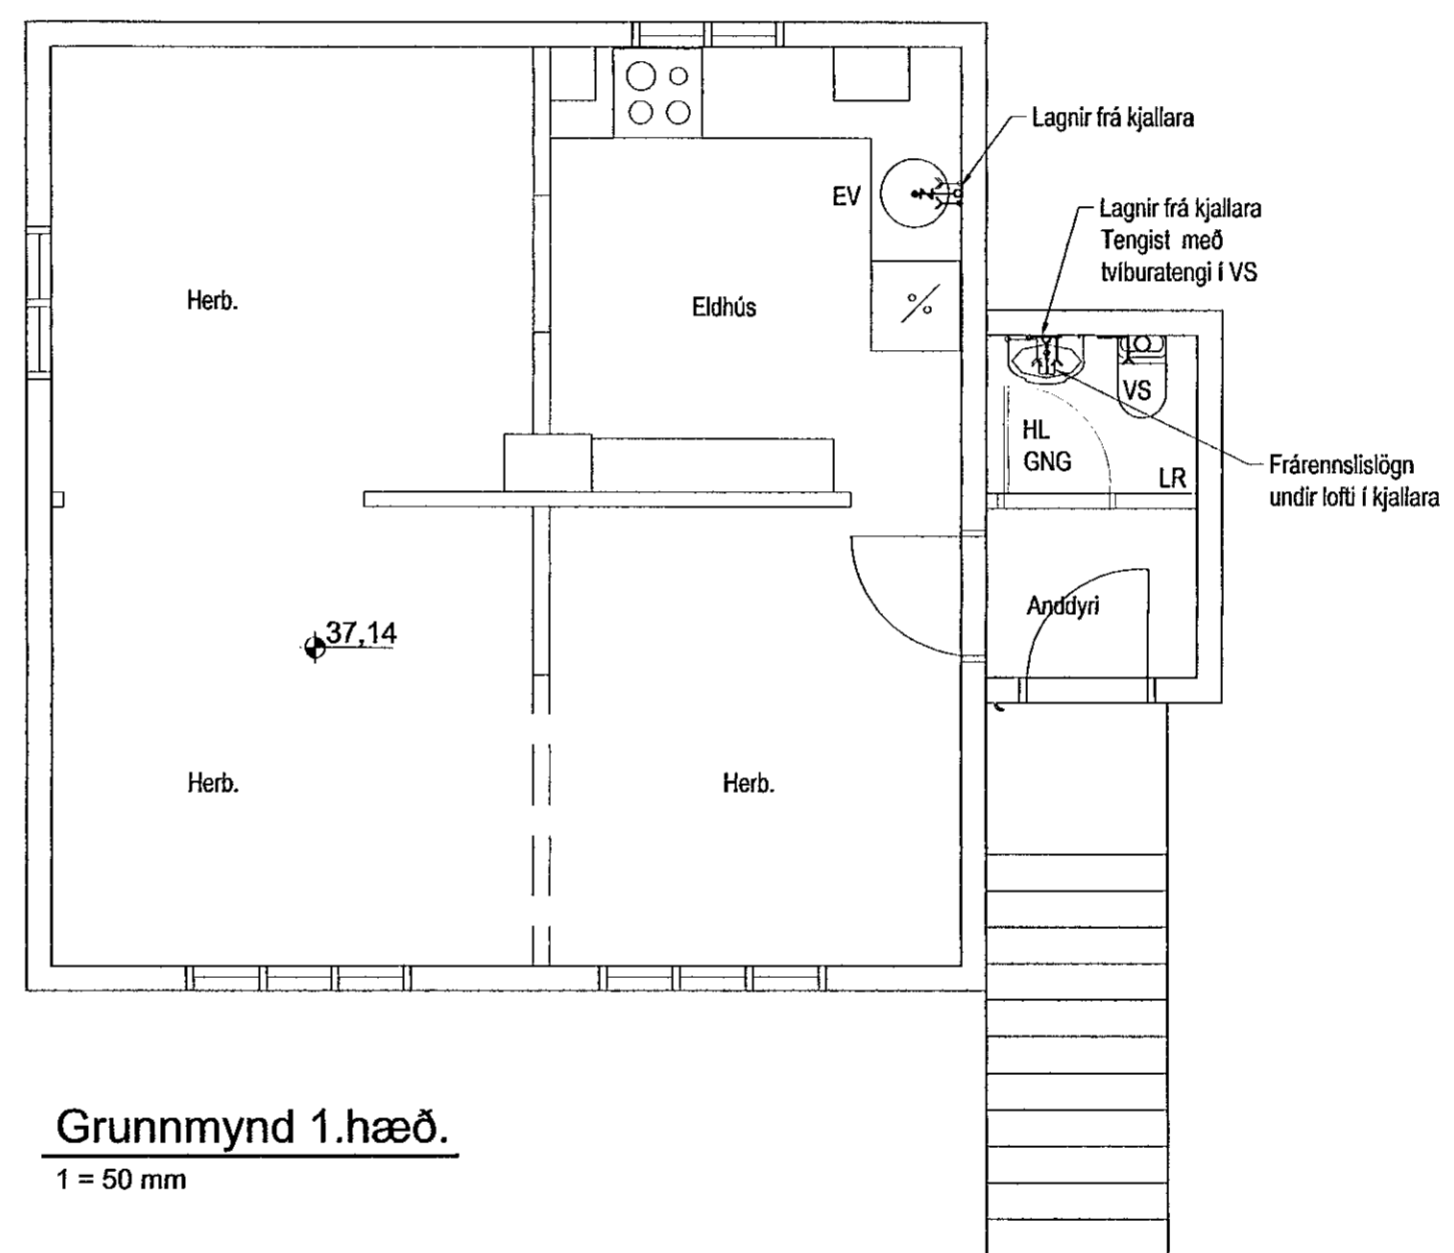 Lagnir frá kjallara
EV
Lagnir frá kjallara
Tengist með
tvíburatengi í VS
Herb.
Eldhús
VS
HL
GNG
LR
Frárennslislögn
undir lofti í kjallara
Anddyri
37,14
Herb.
Herb.
Grunnmynd 1.hæð.
1 = 50 mm